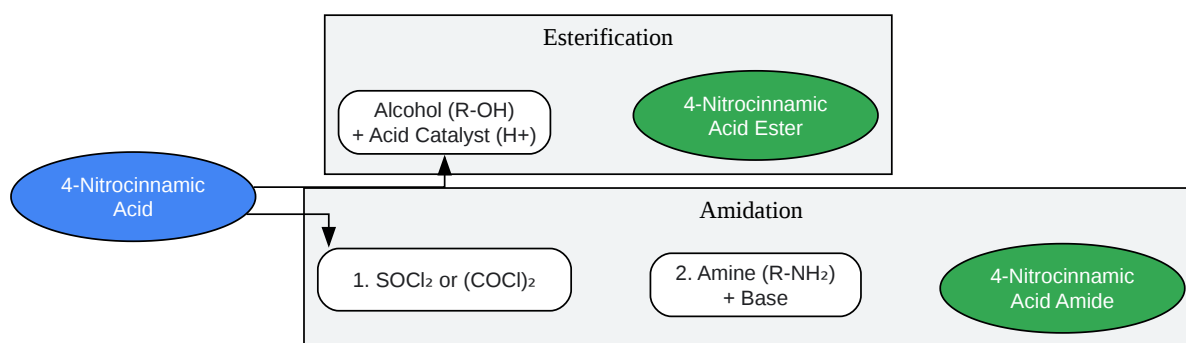 Esterification
Alcohol (R-OH)
+ Acid Catalyst (H+)
4-Nitrocinnamic
Acid Ester
4-Nitrocinnamic
Acid
Amidation
1. SOCl₂ or (COCl)₂
2. Amine (R-NH₂)
+ Base
4-Nitrocinnamic
Acid Amide